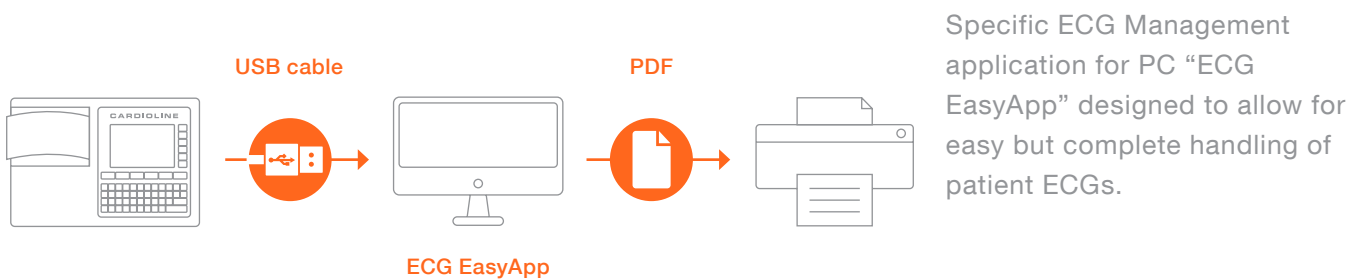 USB cable
PDF
CARDIOLINE
ECG EasyApp
Specific ECG Management
application for PC “ECG
EasyApp” designed to allow for
easy but complete handling of
patient ECGs.